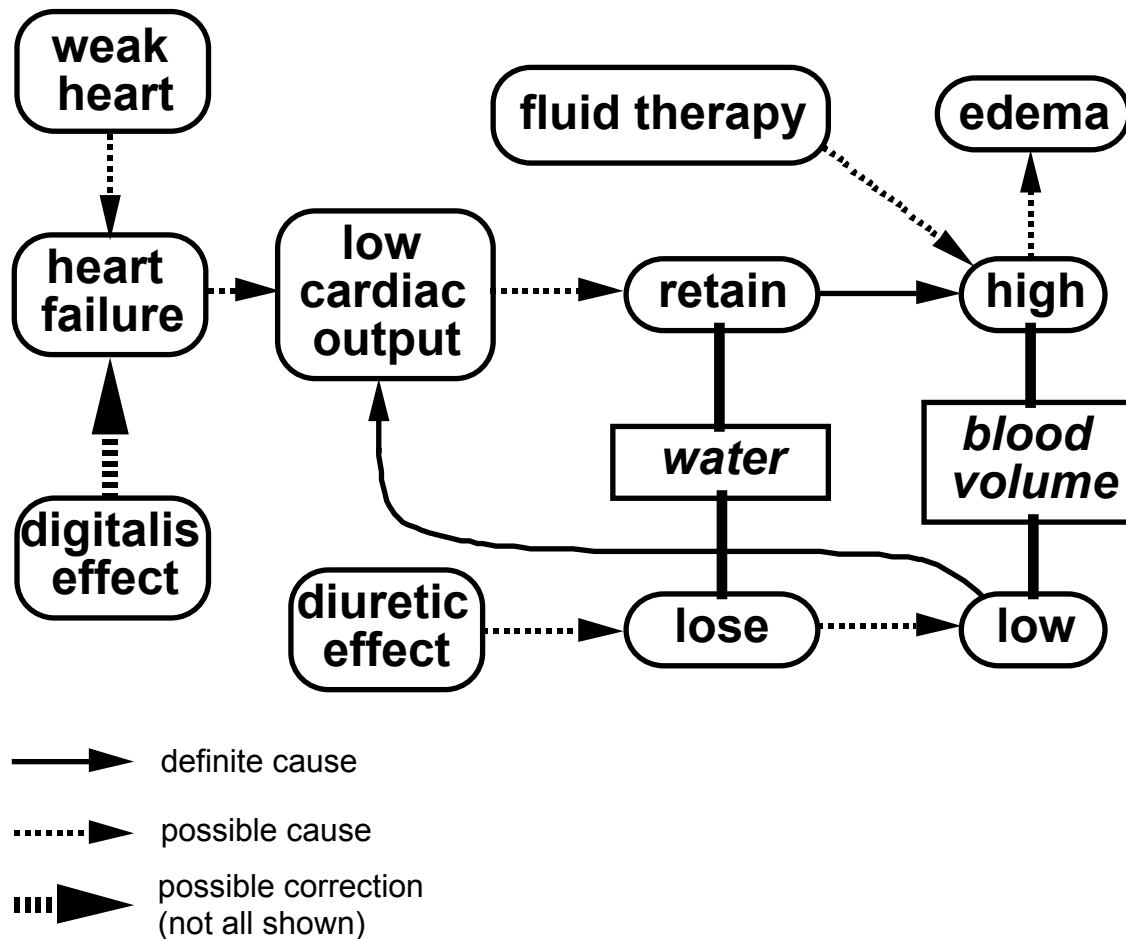 weak
heart
fluid therapy
edema
heart
failure
low
cardiac
output
retain
high
water
blood
volume
digitalis
effect
diuretic
effect
lose
low
definite cause
possible cause
possible correction
(not all shown)